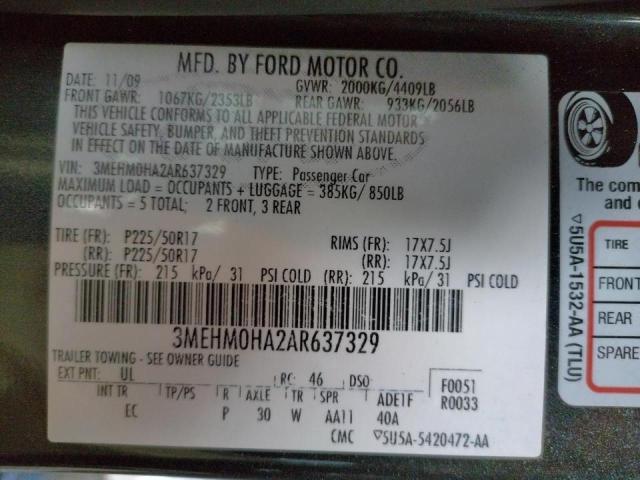 MFD. BY FORD MOTOR CO.
DATE: 11/09 GVWR: 2000KG/4409LB
FRONT GAWR: 1067KG/2353LB REAR GAWR: 933KG/2056LB
THIS VEHICLE CONFORMS TO ALL APPLICABLE FEDERAL MOTOR
VEHICLE SAFETY, BUMPER, AND THEFT PREVENTION STANDARDS
IN EFFECT ON THE DATE OF MANUFACTURE SHOWN ABOVE.
VIN: 3MEHM0HA2AR637329 TYPE: Passenger Car
MAXIMUM LOAD = OCCUPANTS + LUGGAGE = 385KG/ 850LB
OCCUPANTS = 5 TOTAL; 2 FRONT, 3 REAR
TIRE (FR): P225/50R17 RIMS (FR): 17X7.5J
(RR): P225/50R17 (RR): 17X7.5J
PRESSURE (FR): 215 kPa/ 31 PSI COLD (RR): 215 kPa/ 31 PSI COLD
3MEHM0HA2AR637329
TRAILER TOWING - SEE OWNER GUIDE
EXT PNT: UL RC: 46 DSO F0051
INT TR TP/PS R AXLE TR SPR ADE1F R0033
EC P 30 W AA11 40A
CMC ▽5U5A-5420472-AA
▽5U5A-1532-AA (TLU)
The com
and
TIRE
FRONT
REAR
SPARE